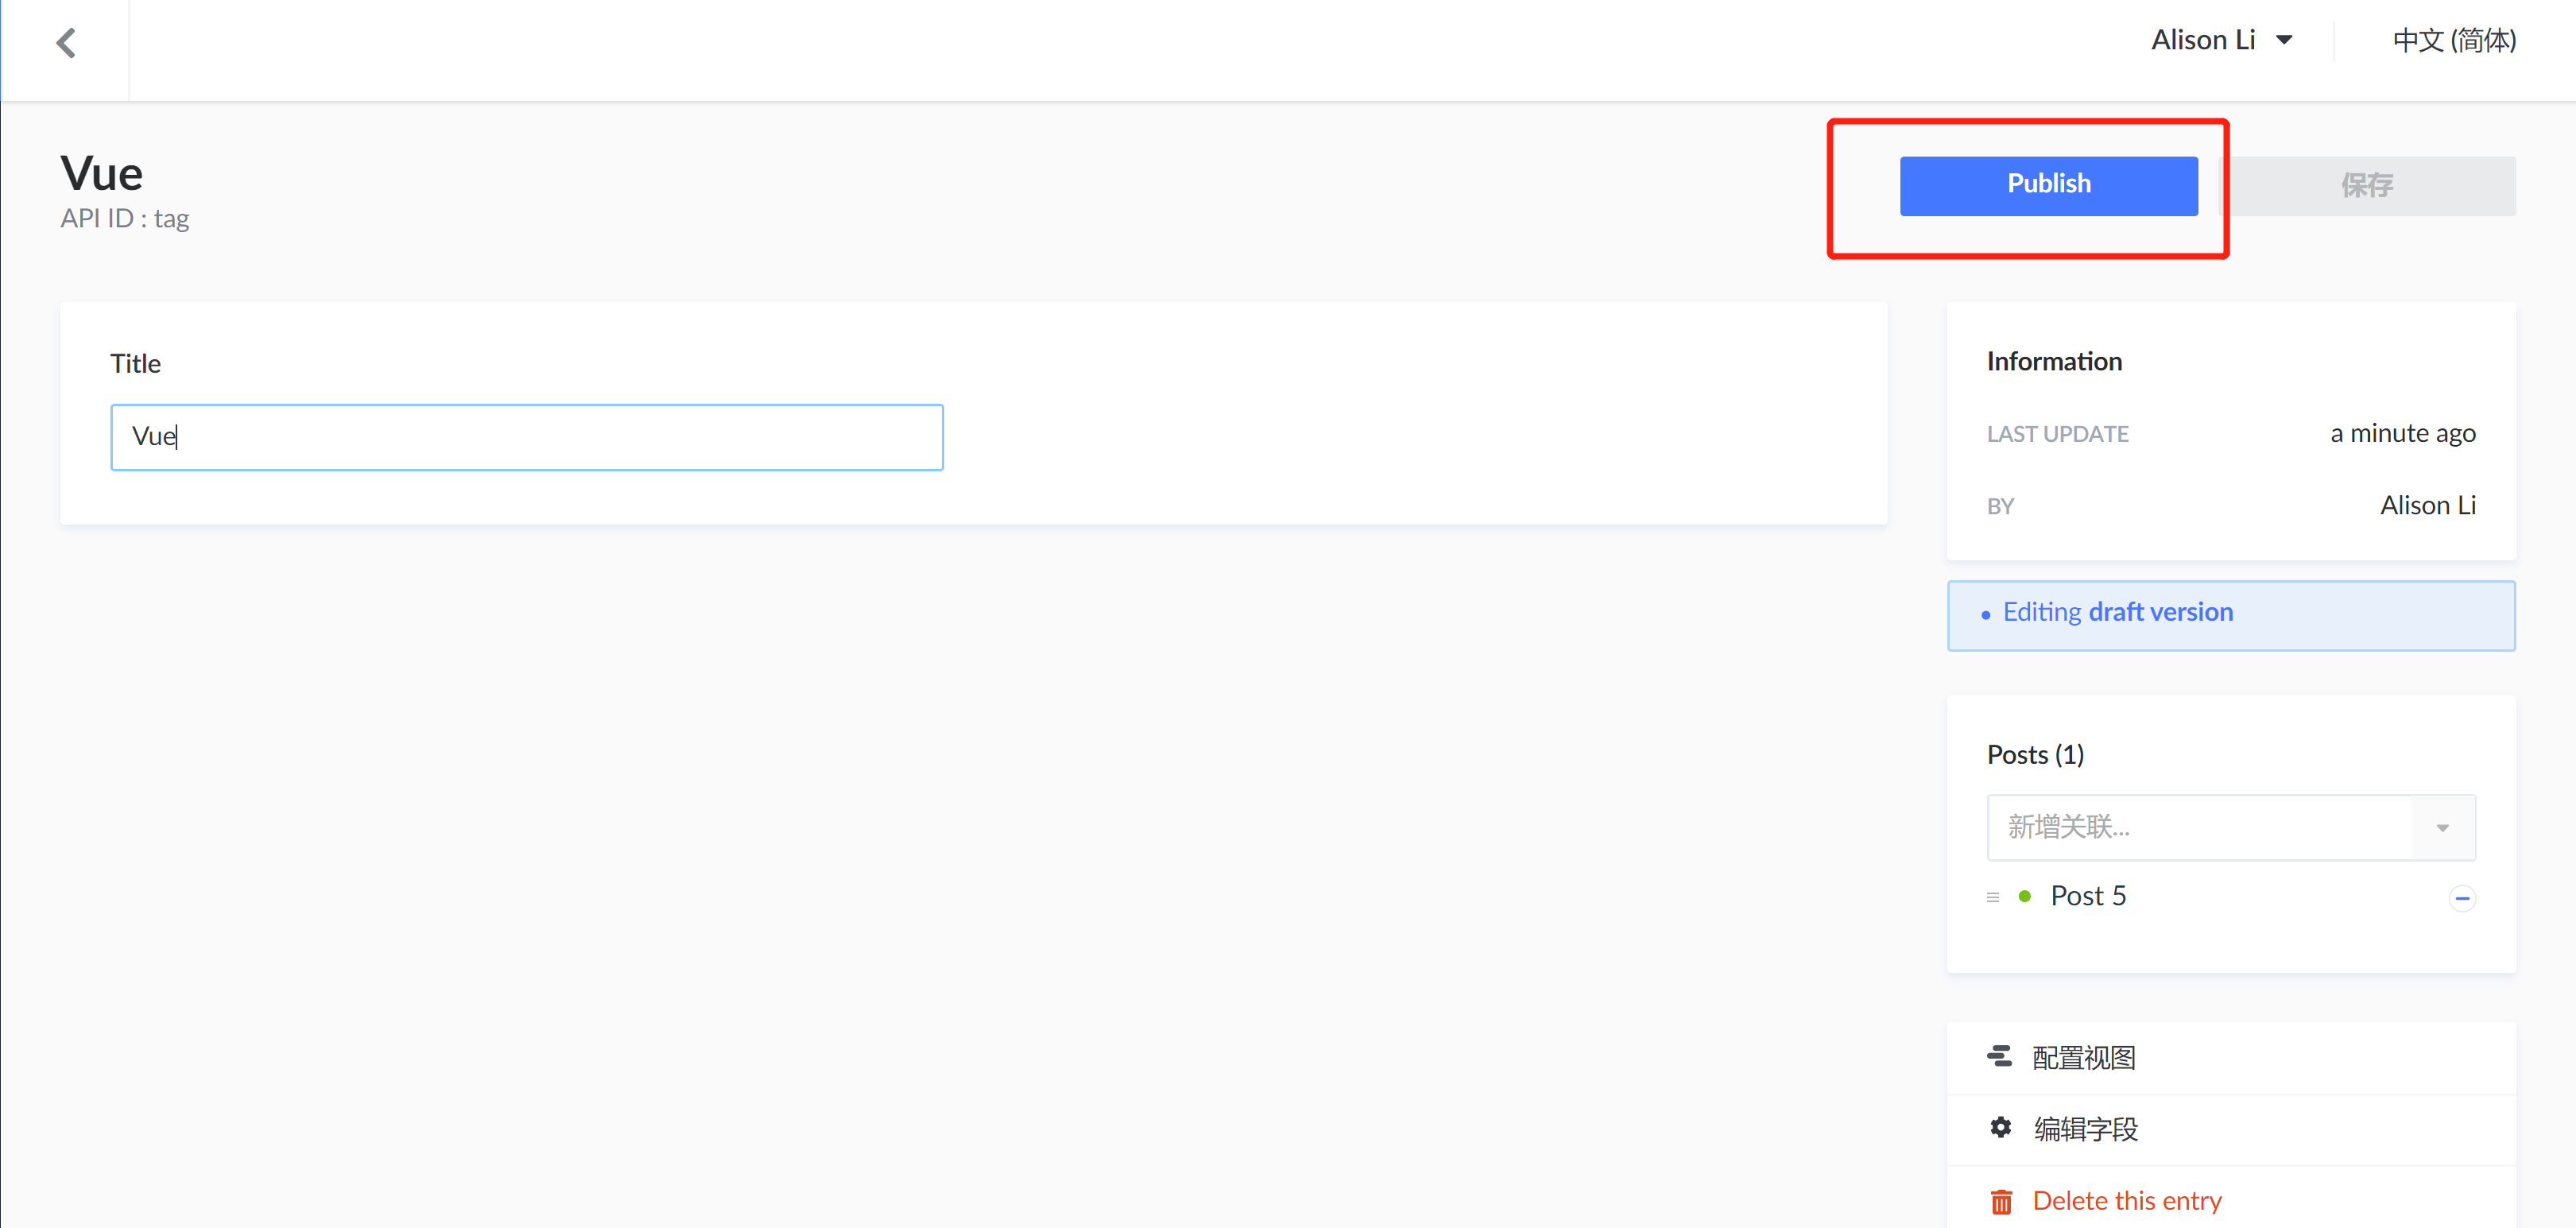 Alison Li
中文 (简体)
Vue
API ID : tag
Publish
保存
Title
Vue
Information
LAST UPDATE
a minute ago
BY
Alison Li
Editing draft version
Posts (1)
新增关联...
Post 5
配置视图
编辑字段
Delete this entry